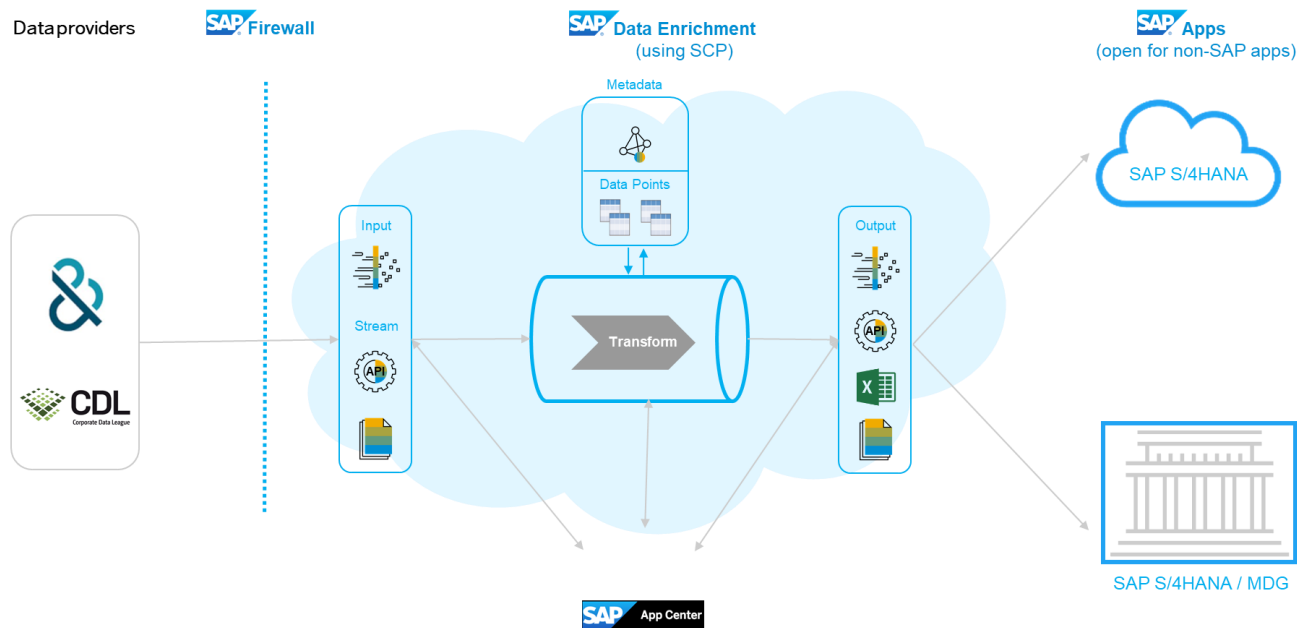 Data providers
SAP Firewall
SAP Data Enrichment
(using SCP)
SAP Apps
(open for non-SAP apps)
Metadata
Data Points
SAP S/4HANA
Input
Output
Stream
API
Transform
API
X
CDL
Corporate Data League
SAP S/4HANA / MDG
SAP App Center